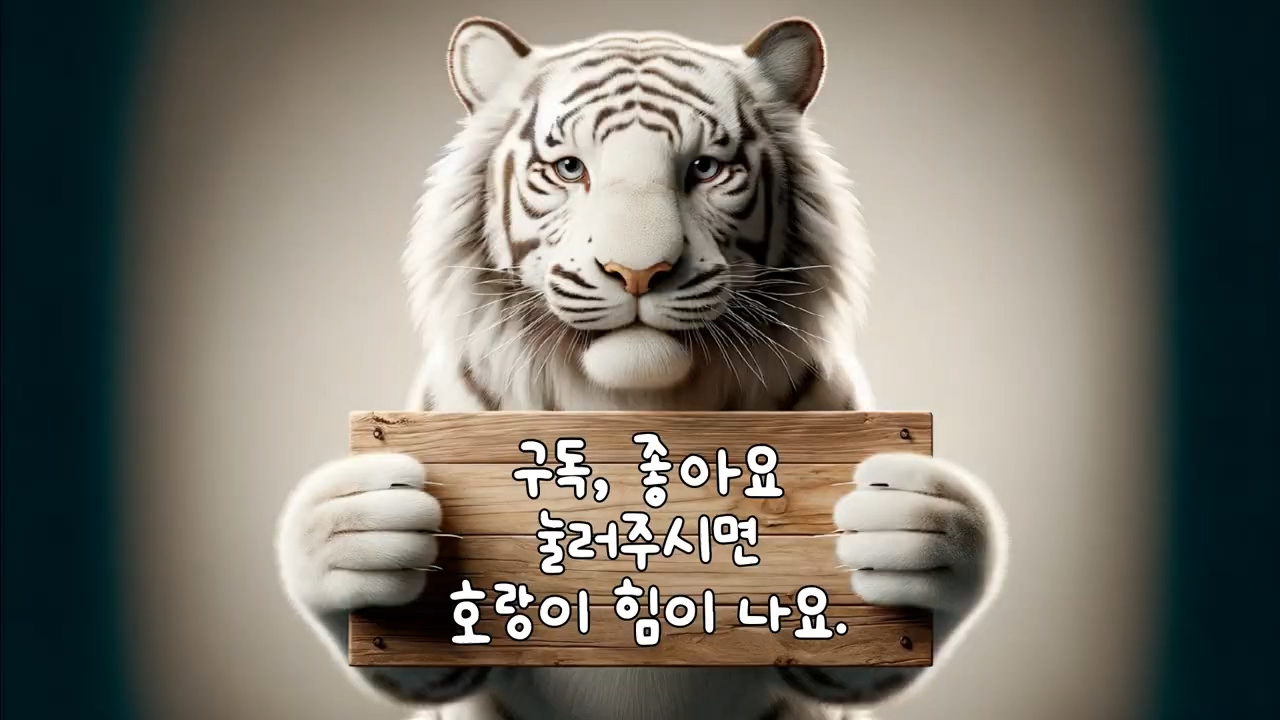 구독, 좋아요
눌러주시면
호랑이 힘이 나요.